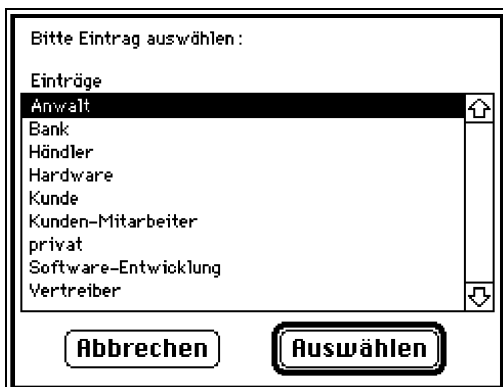 Bitte Eintrag auswählen:
Einträge
Anwalt
Bank
Händler
Hardware
Kunde
Kunden-Mitarbeiter
privat
Software-Entwicklung
Vertreiber
Abbrechen
Auswählen